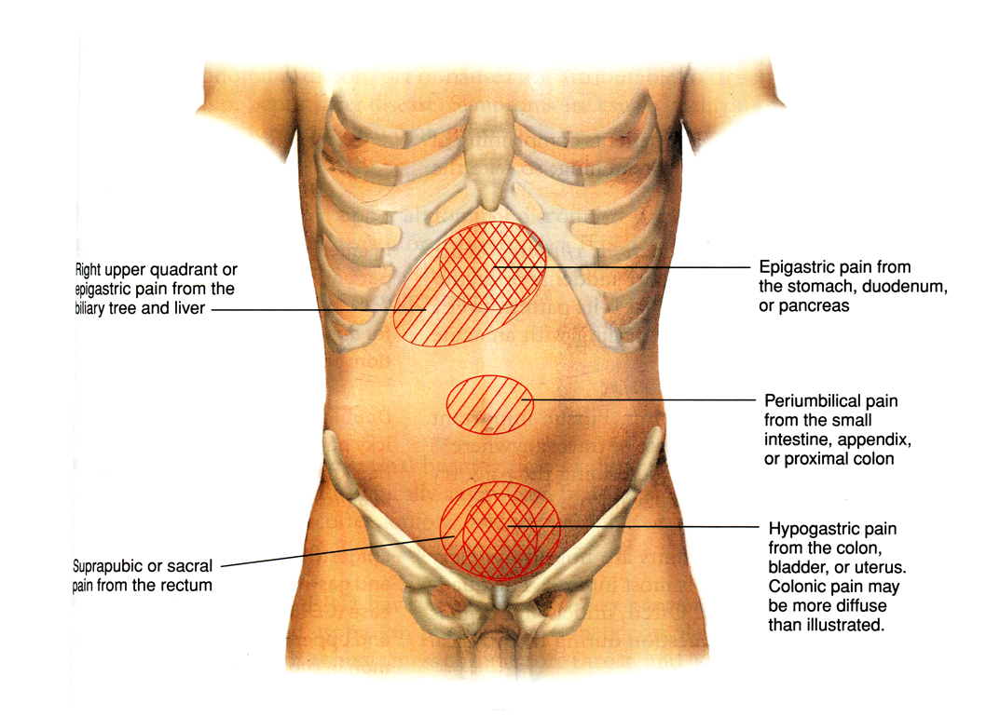 Right upper quadrant or
epigastric pain from the
biliary tree and liver
Epigastric pain from
the stomach, duodenum,
or pancreas
Periumbilical pain
from the small
intestine, appendix,
or proximal colon
Suprapubic or sacral
pain from the rectum
Hypogastric pain
from the colon,
bladder, or uterus.
Colonic pain may
be more diffuse
than illustrated.